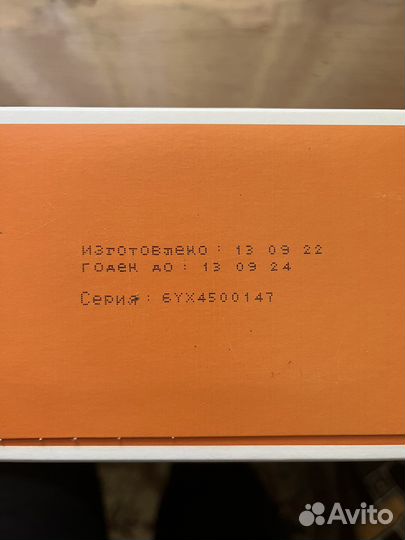 Изготовлено: 13 09 22
годен до: 13 09 24
Серия: 6YX4500147
Avito